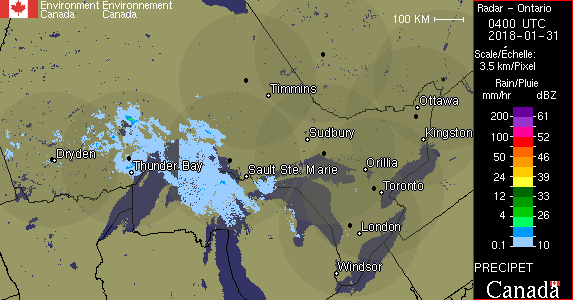 Environment Environnement
Canada Canada
100 KM
Timmins
Ottawa
Sudbury
Kingston
Dryden
Thunder Bay
Sault Ste. Marie
Orillia
Toronto
London
Windsor
Radar - Ontario
0400 UTC
2018-01-31
Scale/Échelle:
3.5 km/Pixel
Rain/Pluie
mm/hr dBZ
200 61
100 52
50 46
24 39
12 33
4 26
0.1 10
PRECIPET
Canada